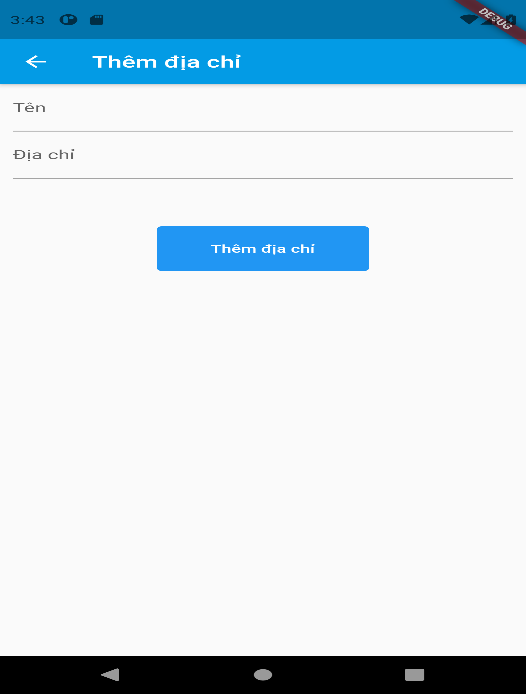 3:43
DEBUG
Thêm địa chỉ
Tên
Địa chỉ
Thêm địa chỉ